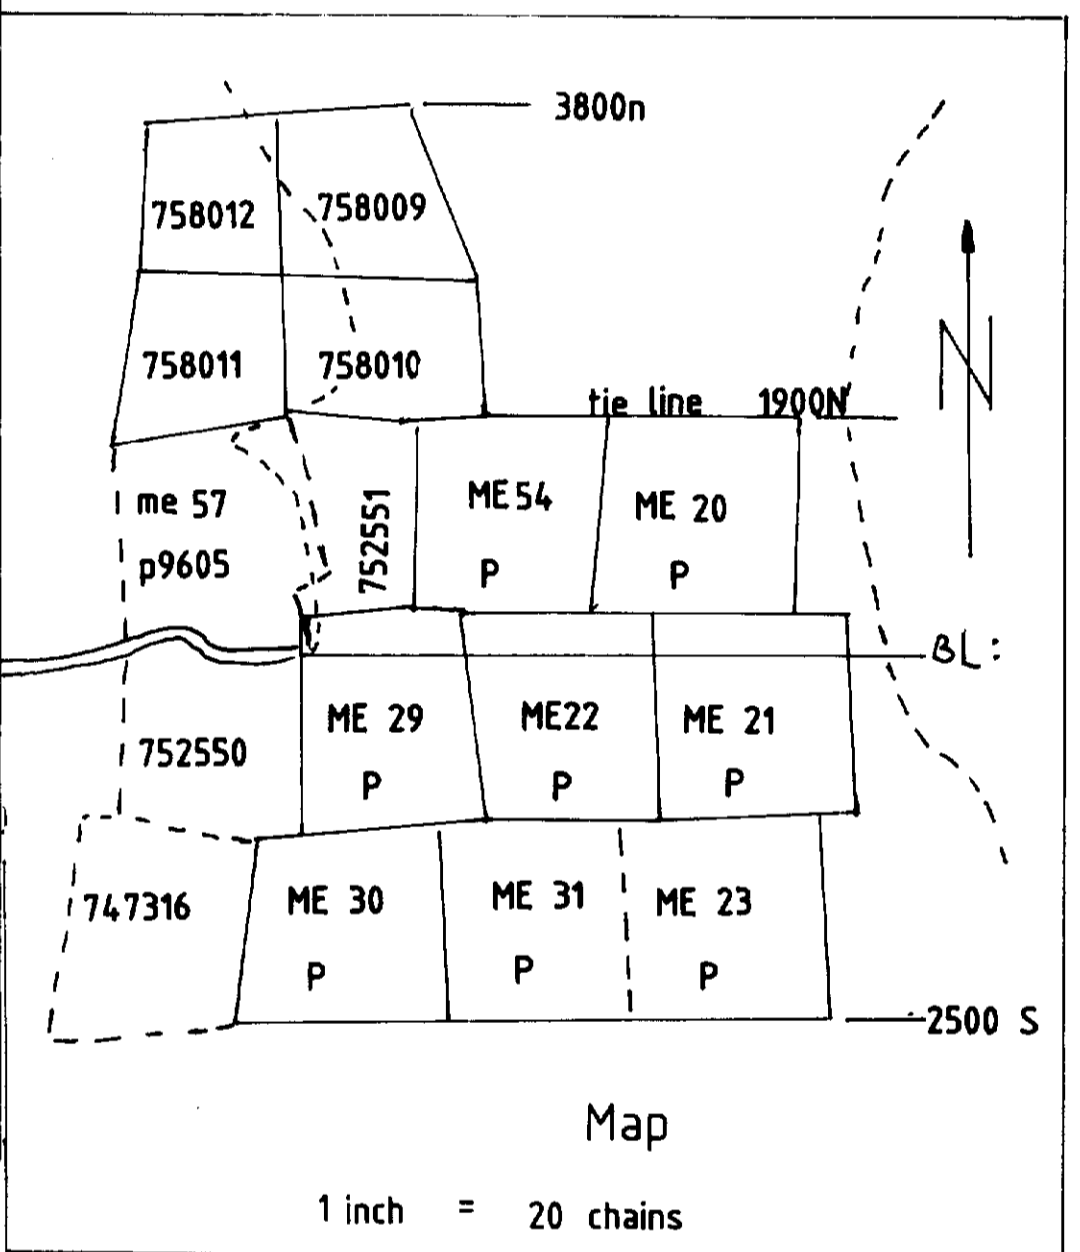 3800n
758012
758009
758011
758010
tie line 1900N
N
me 57
p9605
752551
ME 54
P
ME 20
P
BL:
752550
ME 29
P
ME22
P
ME 21
P
747316
ME 30
P
ME 31
P
ME 23
P
2500 S
Map
1 inch = 20 chains